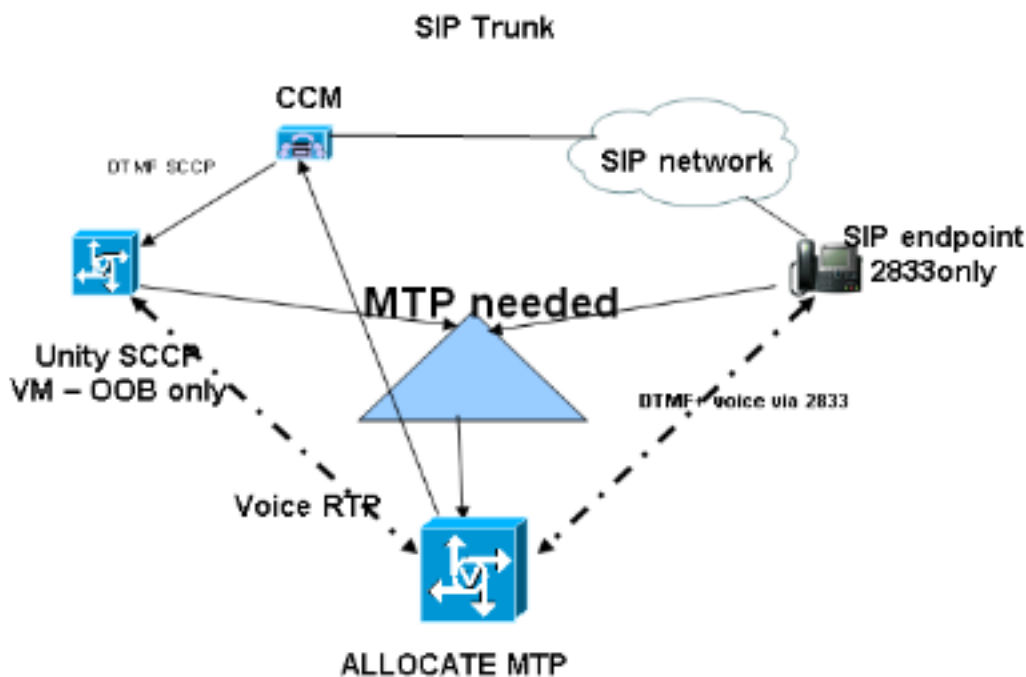 SIP Trunk
CCM
DTMF SCCP
SIP network
SIP endpoint
2833only
MTP needed
Unity SCCP
VM – OOB only
DTMF+ voice via 2833
Voice RTP
V
ALLOCATE MTP